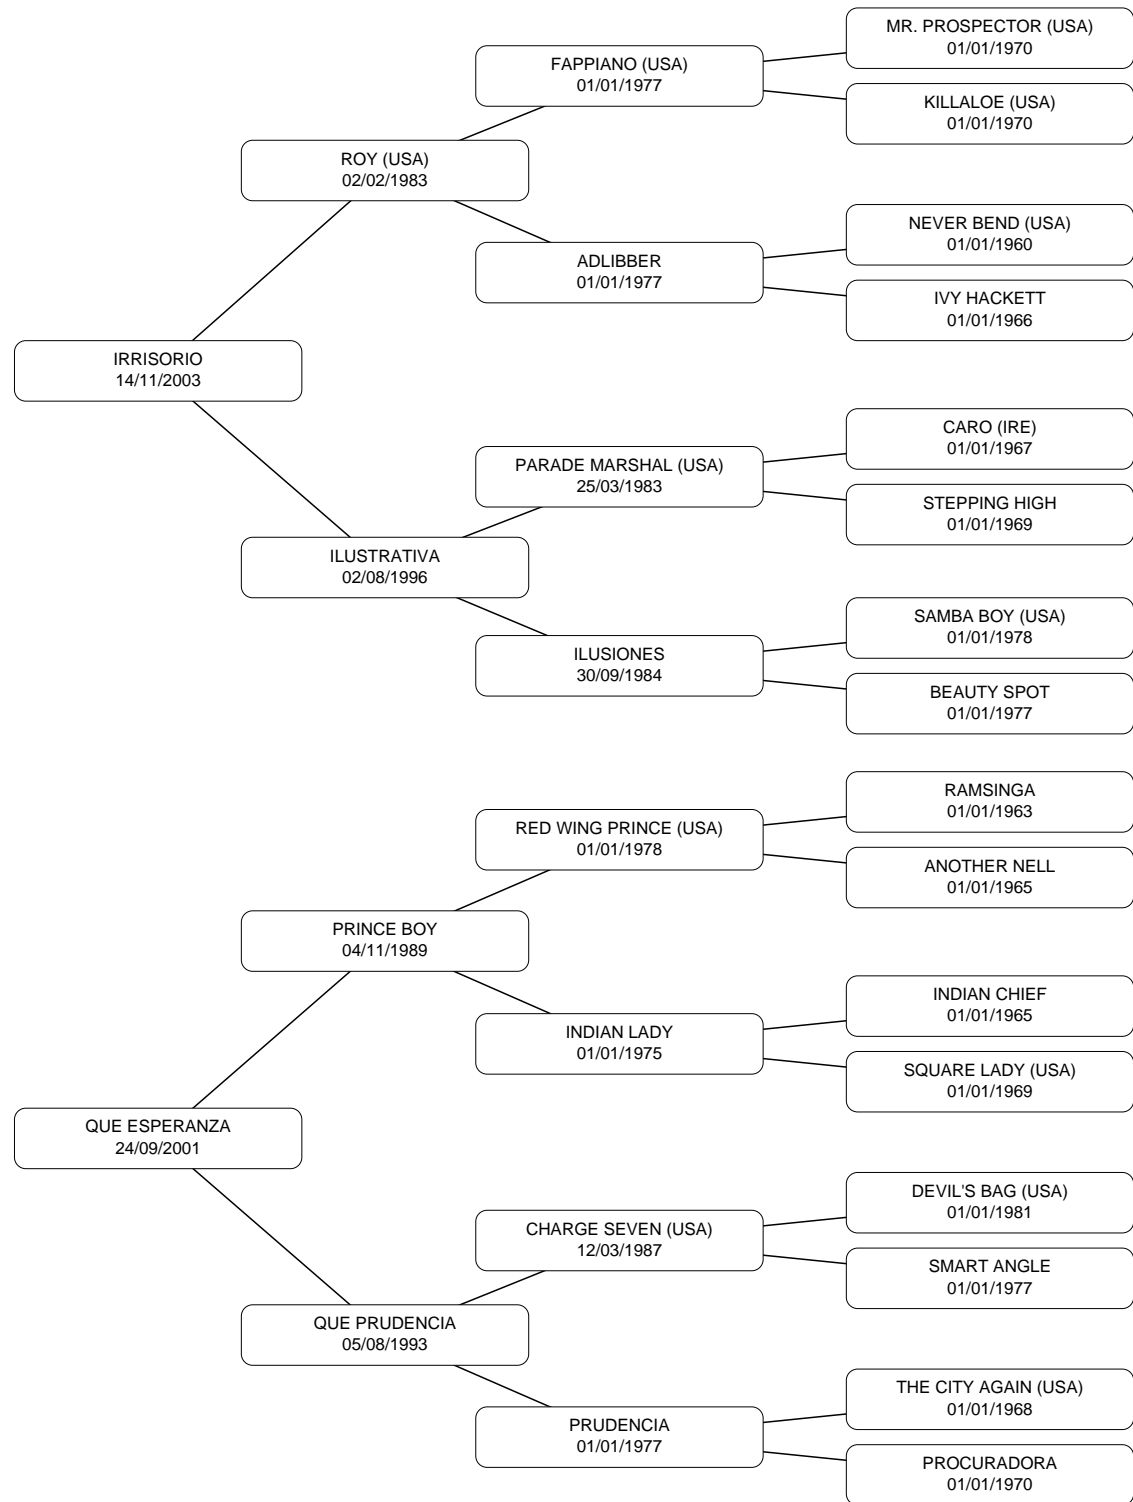 MR. PROSPECTOR (USA)
01/01/1970
FAPPIANO (USA)
01/01/1977
KILLALOE (USA)
01/01/1970
ROY (USA)
02/02/1983
NEVER BEND (USA)
01/01/1960
ADLIBBER
01/01/1977
IVY HACKETT
01/01/1966
IRRISORIO
14/11/2003
CARO (IRE)
01/01/1967
PARADE MARSHAL (USA)
25/03/1983
STEPPING HIGH
01/01/1969
ILUSTRATIVA
02/08/1996
SAMBA BOY (USA)
01/01/1978
ILUSIONES
30/09/1984
BEAUTY SPOT
01/01/1977
RAMSINGA
01/01/1963
RED WING PRINCE (USA)
01/01/1978
ANOTHER NELL
01/01/1965
PRINCE BOY
04/11/1989
INDIAN CHIEF
01/01/1965
INDIAN LADY
01/01/1975
SQUARE LADY (USA)
01/01/1969
QUE ESPERANZA
24/09/2001
DEVIL'S BAG (USA)
01/01/1981
CHARGE SEVEN (USA)
12/03/1987
SMART ANGLE
01/01/1977
QUE PRUDENCIA
05/08/1993
THE CITY AGAIN (USA)
01/01/1968
PRUDENCIA
01/01/1977
PROCURADORA
01/01/1970